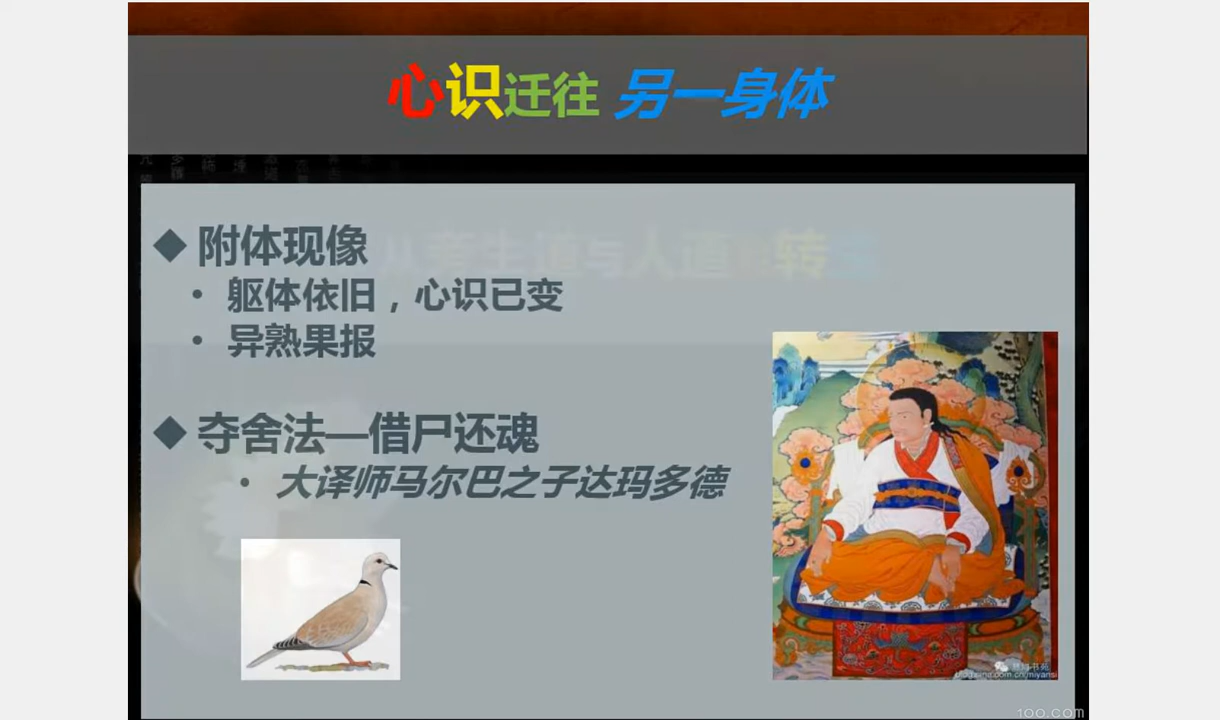 心识迁往 另一身体
◆ 附体现像
• 躯体依旧，心识已变
• 异熟果报
◆ 夺舍法—借尸还魂
• 大译师马尔巴之子达玛多德
100.com